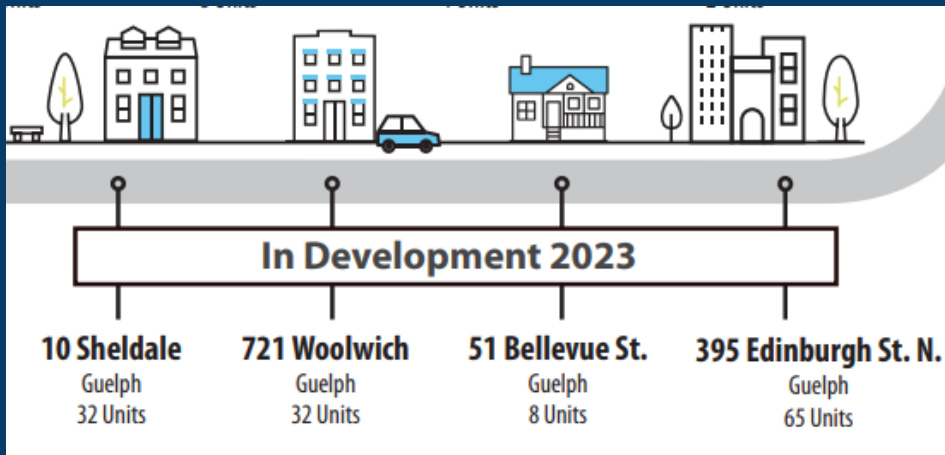 In Development 2023
10 Sheldale
Guelph
32 Units
721 Woolwich
Guelph
32 Units
51 Bellevue St.
Guelph
8 Units
395 Edinburgh St. N.
Guelph
65 Units